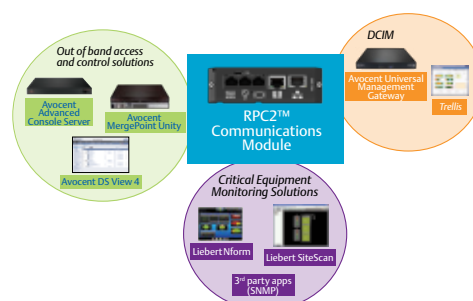 Out of band access
and control solutions
Avocent
Advanced
Console Server
Avocent
MergePoint Unity
Avocent DS View 4
RPC2™
Communications
Module
DCIM
Avocent Universal
Management
Gateway
Trellis
Critical Equipment
Monitoring Solutions
Liebert Nform
Liebert SiteScan
3rd party apps
(SNMP)